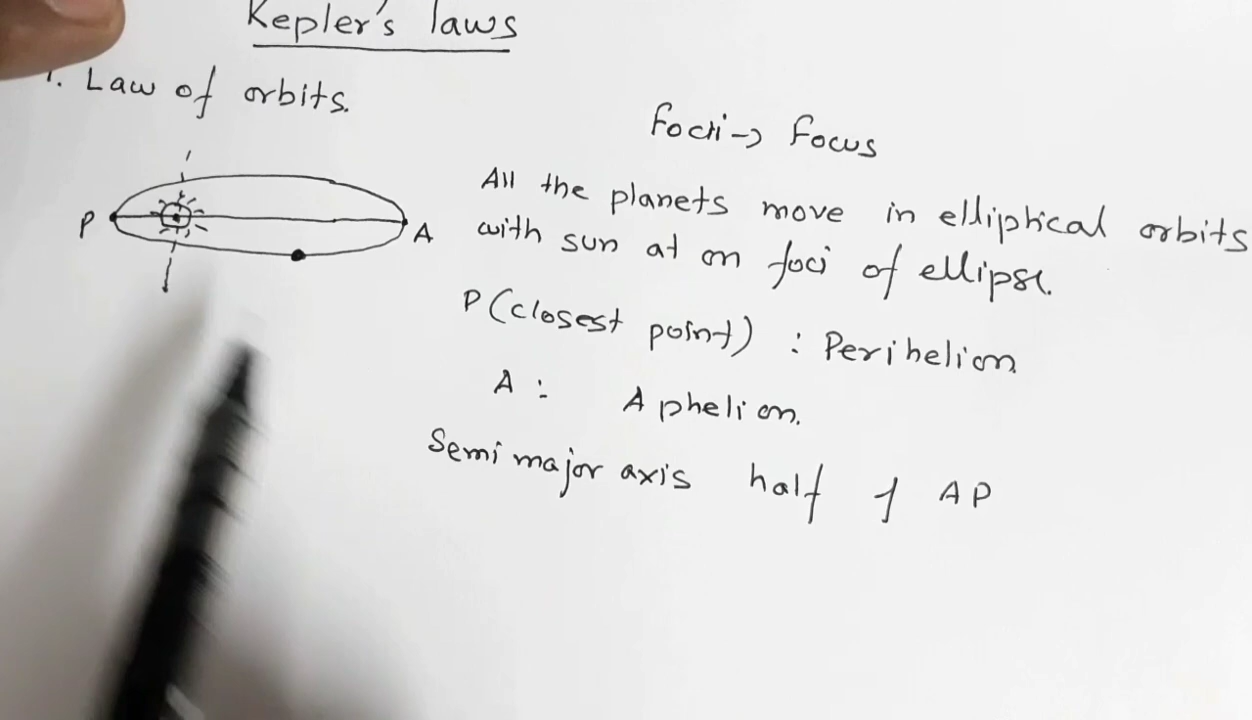 Kepler's laws
1. Law of orbits.
foci → focus
P
A
All the planets move in elliptical orbits
with sun at on foci of ellipse.
P (closest point) : Perihelion.
A : Aphelion.
Semi major axis half of AP